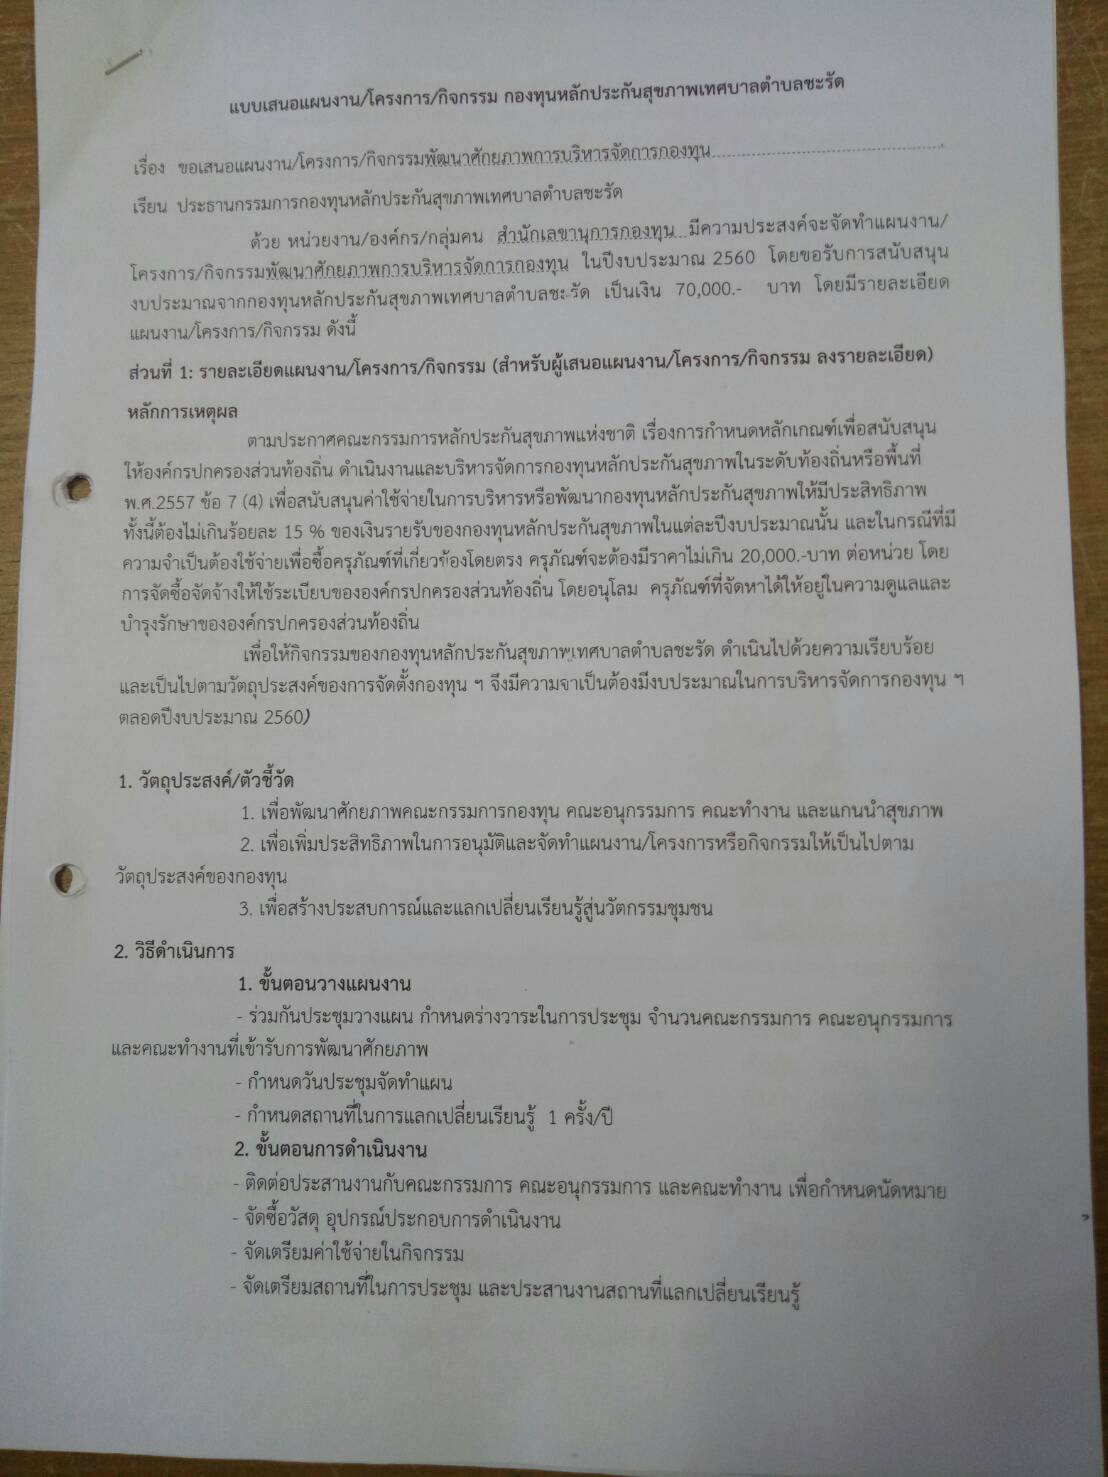 แบบเสนอแผนงาน/โครงการ/กิจกรรม กองทุนหลักประกันสุขภาพเทศบาลตำบลชะรัด
เรื่อง ขอเสนอแผนงาน/โครงการ/กิจกรรมพัฒนาศักยภาพการบริหารจัดการกองทุน
เรียน ประธานกรรมการกองทุนหลักประกันสุขภาพเทศบาลตำบลชะรัด
ด้วย หน่วยงาน/องค์กร/กลุ่มคน สำนักเลขานุการกองทุน มีความประสงค์จะจัดทำแผนงาน/
โครงการ/กิจกรรมพัฒนาศักยภาพการบริหารจัดการกองทุน ในปีงบประมาณ 2560 โดยขอรับการสนับสนุน
งบประมาณจากกองทุนหลักประกันสุขภาพเทศบาลตำบลชะรัด เป็นเงิน 70,000.- บาท โดยมีรายละเอียด
แผนงาน/โครงการ/กิจกรรม ดังนี้
ส่วนที่ 1: รายละเอียดแผนงาน/โครงการ/กิจกรรม (สำหรับผู้เสนอแผนงาน/โครงการ/กิจกรรม ลงรายละเอียด)
หลักการเหตุผล
ตามประกาศคณะกรรมการหลักประกันสุขภาพแห่งชาติ เรื่องการกำหนดหลักเกณฑ์เพื่อสนับสนุน
ให้องค์กรปกครองส่วนท้องถิ่น ดำเนินงานและบริหารจัดการกองทุนหลักประกันสุขภาพในระดับท้องถิ่นหรือพื้นที่
พ.ศ.2557 ข้อ 7 (4) เพื่อสนับสนุนค่าใช้จ่ายในการบริหารหรือพัฒนากองทุนหลักประกันสุขภาพให้มีประสิทธิภาพ
ทั้งนี้ต้องไม่เกินร้อยละ 15 % ของเงินรายรับของกองทุนหลักประกันสุขภาพในแต่ละปีงบประมาณนั้น และในกรณีที่มี
ความจำเป็นต้องใช้จ่ายเพื่อซื้อครุภัณฑ์ที่เกี่ยวข้องโดยตรง ครุภัณฑ์จะต้องมีราคาไม่เกิน 20,000.-บาท ต่อหน่วย โดย
การจัดซื้อจัดจ้างให้ใช้ระเบียบขององค์กรปกครองส่วนท้องถิ่น โดยอนุโลม ครุภัณฑ์ที่จัดหาได้ให้อยู่ในความดูแลและ
บำรุงรักษาขององค์กรปกครองส่วนท้องถิ่น
เพื่อให้กิจกรรมของกองทุนหลักประกันสุขภาพเทศบาลตำบลชะรัด ดำเนินไปด้วยความเรียบร้อย
และเป็นไปตามวัตถุประสงค์ของการจัดตั้งกองทุน ฯ จึงมีความจำเป็นต้องมีงบประมาณในการบริหารจัดการกองทุน ฯ
ตลอดปีงบประมาณ 2560)
1. วัตถุประสงค์/ตัวชี้วัด
1. เพื่อพัฒนาศักยภาพคณะกรรมการกองทุน คณะอนุกรรมการ คณะทำงาน และแกนนำสุขภาพ
2. เพื่อเพิ่มประสิทธิภาพในการอนุมัติและจัดทำแผนงาน/โครงการหรือกิจกรรมให้เป็นไปตาม
วัตถุประสงค์ของกองทุน
3. เพื่อสร้างประสบการณ์และแลกเปลี่ยนเรียนรู้สู่นวัตกรรมชุมชน
2. วิธีดำเนินการ
1. ขั้นตอนวางแผนงาน
- ร่วมกันประชุมวางแผน กำหนดร่างวาระในการประชุม จำนวนคณะกรรมการ คณะอนุกรรมการ
และคณะทำงานที่เข้ารับการพัฒนาศักยภาพ
- กำหนดวันประชุมจัดทำแผน
- กำหนดสถานที่ในการแลกเปลี่ยนเรียนรู้ 1 ครั้ง/ปี
2. ขั้นตอนการดำเนินงาน
- ติดต่อประสานงานกับคณะกรรมการ คณะอนุกรรมการ และคณะทำงาน เพื่อกำหนดนัดหมาย
- จัดซื้อวัสดุ อุปกรณ์ประกอบการดำเนินงาน
- จัดเตรียมค่าใช้จ่ายในกิจกรรม
- จัดเตรียมสถานที่ในการประชุม และประสานงานสถานที่แลกเปลี่ยนเรียนรู้